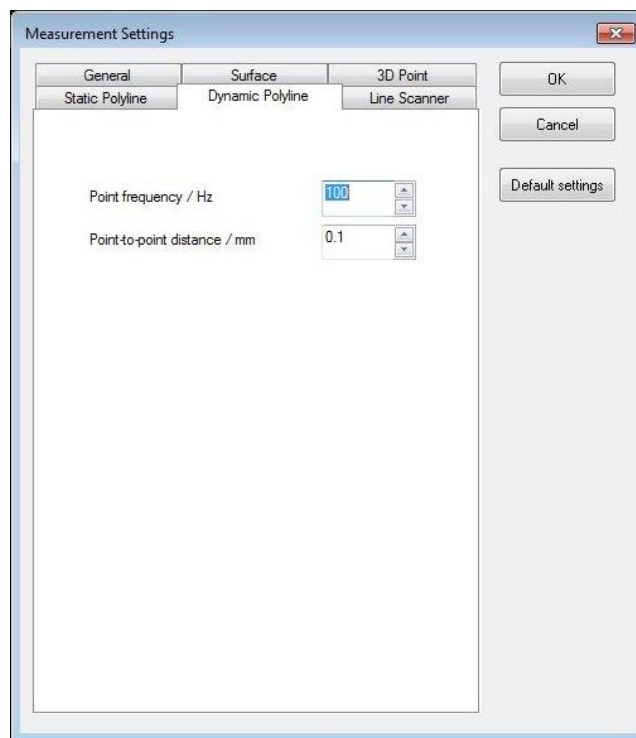 Measurement Settings
General Surface 3D Point
Static Polyline Dynamic Polyline Line Scanner
OK
Cancel
Default settings
Point frequency / Hz 100
Point-to-point distance / mm 0.1